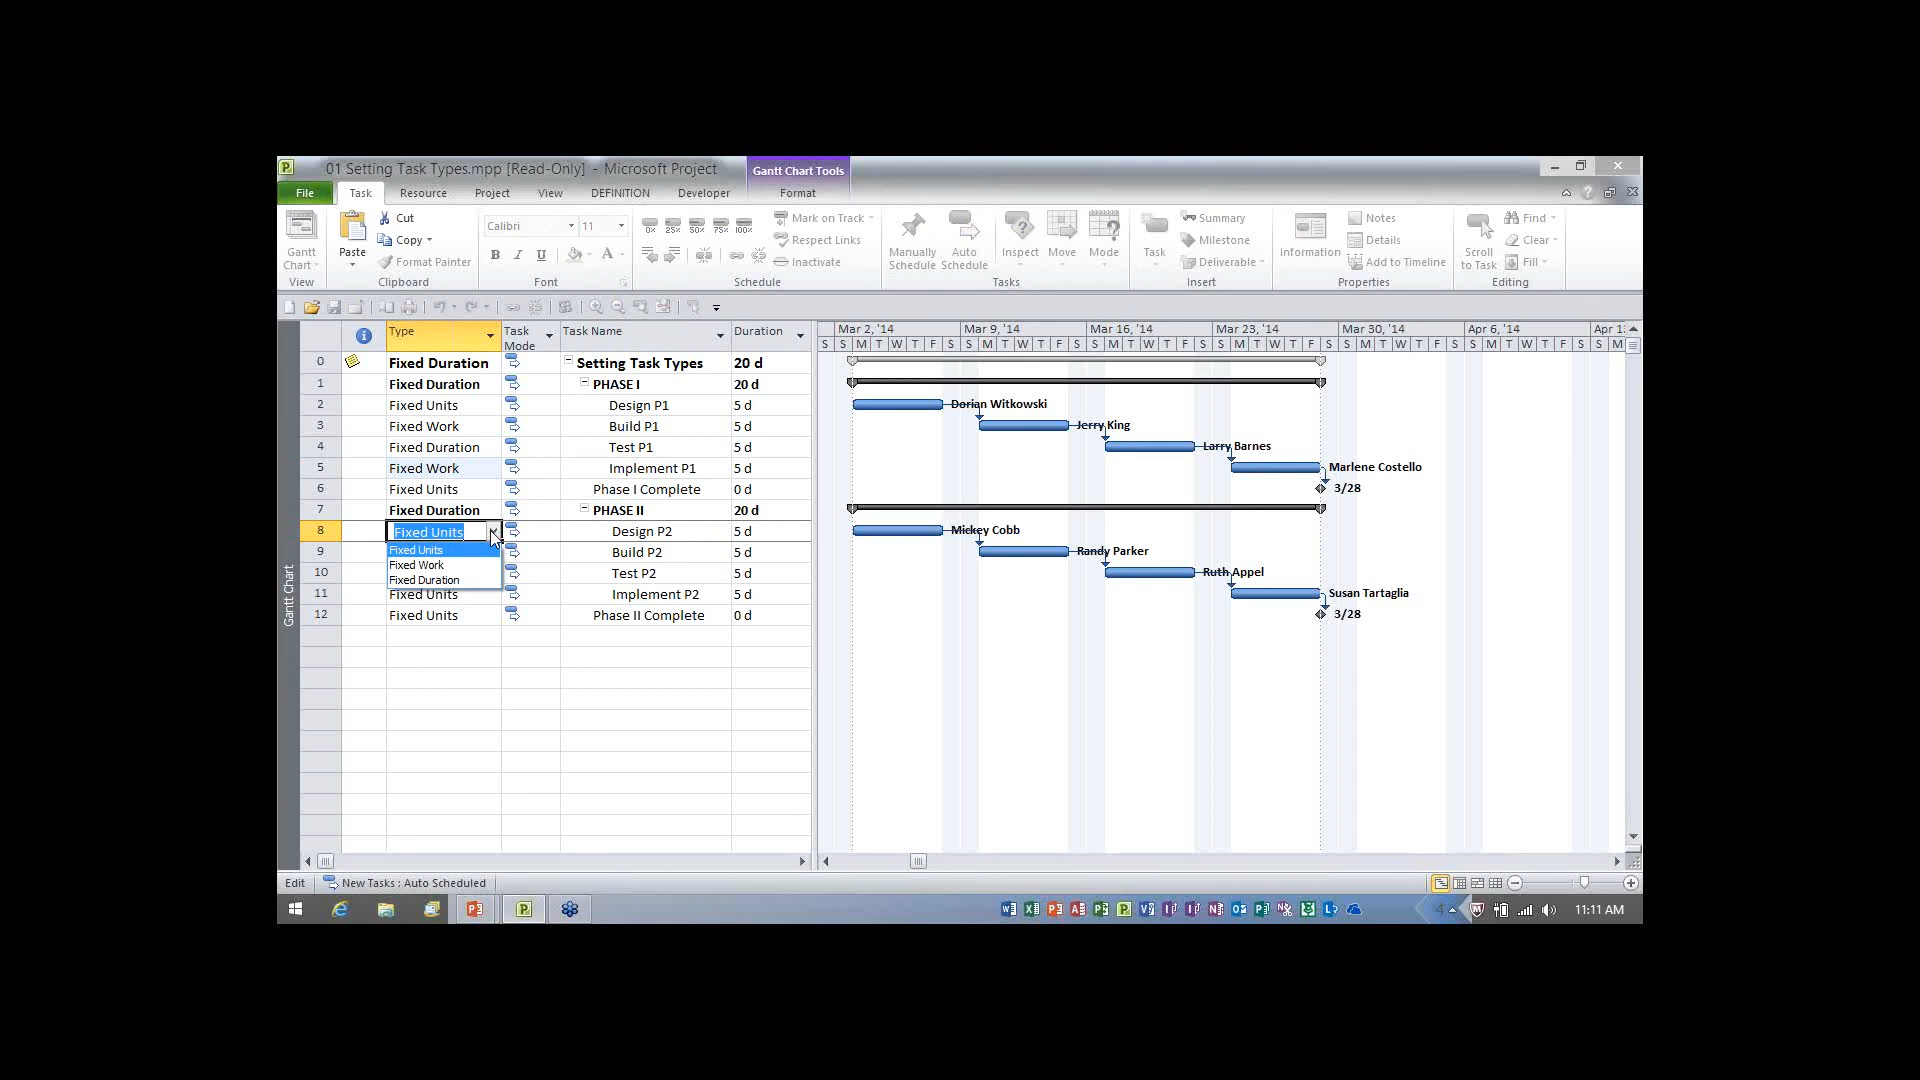 01 Setting Task Types.mpp [Read-Only] - Microsoft Project
Gantt Chart Tools
File Task Resource Project View DEFINITION Developer Format
Gantt Chart
View
Paste
Cut
Copy
Format Painter
Clipboard
Calibri 11
B I U A
Font
0% 25% 50% 75% 100%
Mark on Track
Respect Links
Inactivate
Schedule
Manually Schedule
Auto Schedule
Inspect
Move
Mode
Tasks
Task
Summary
Milestone
Deliverable
Insert
Information
Notes
Details
Add to Timeline
Properties
Scroll to Task
Find
Clear
Fill
Editing
Type Task Mode Task Name Duration
0 Fixed Duration Setting Task Types 20 d
1 Fixed Duration PHASE I 20 d
2 Fixed Units Design P1 5 d
3 Fixed Work Build P1 5 d
4 Fixed Duration Test P1 5 d
5 Fixed Work Implement P1 5 d
6 Fixed Units Phase I Complete 0 d
7 Fixed Duration PHASE II 20 d
8 Fixed Units Design P2 5 d
Fixed Units
Fixed Work
Fixed Duration
9 Build P2 5 d
10 Test P2 5 d
11 Fixed Units Implement P2 5 d
12 Fixed Units Phase II Complete 0 d
Mar 2, '14 Mar 9, '14 Mar 16, '14 Mar 23, '14 Mar 30, '14 Apr 6, '14 Apr 1
S S M T W T F S S M T W T F S S M T W T F S S M T W T F S S M T W T F S S M T W T F S S M
Dorian Witkowski
Jerry King
Larry Barnes
Marlene Costello
3/28
Mickey Cobb
Randy Parker
Ruth Appel
Susan Tartaglia
3/28
Gantt Chart
Edit New Tasks : Auto Scheduled
11:11 AM